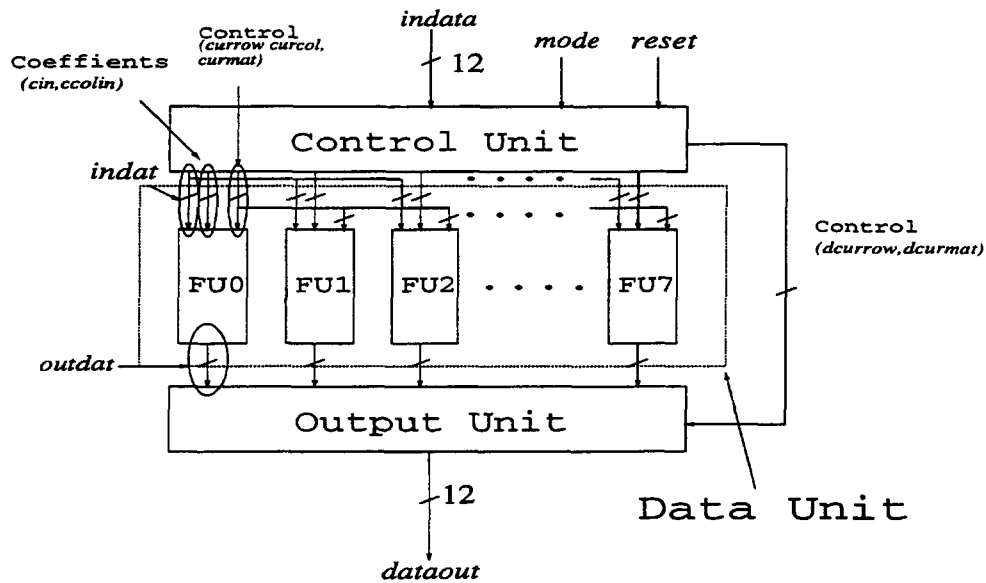 indata
Control
(currow curcol,
curmat)
mode reset
12
Coeffients
(cin,ccolin)
Control Unit
indat
Control
(dcurrow,dcurmat)
FU0 FU1 FU2 FU7
outdat
Output Unit
12
Data Unit
dataout